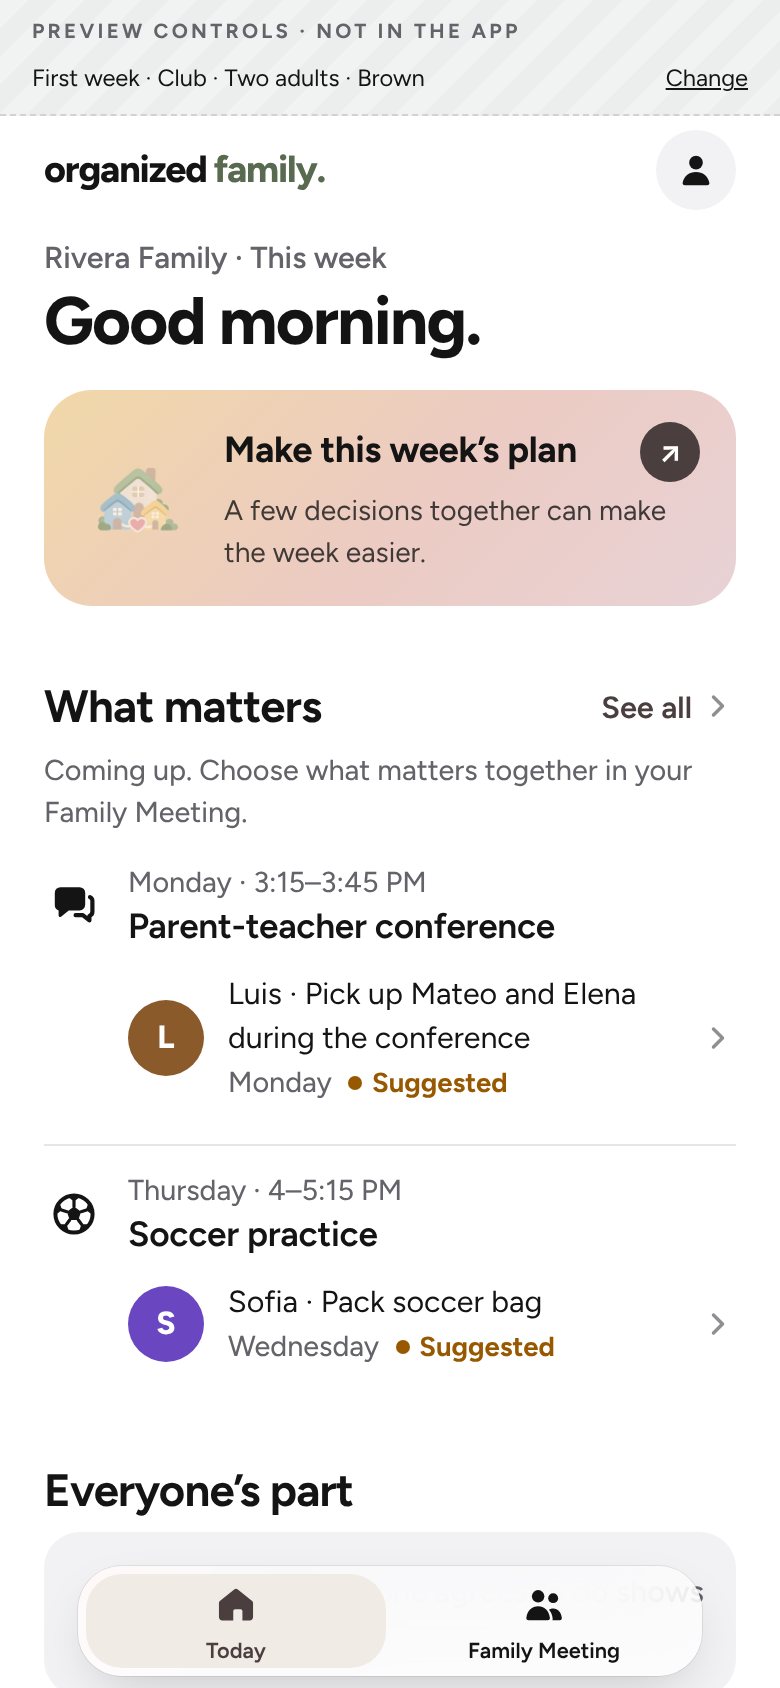 PREVIEW CONTROLS · NOT IN THE APP
First week · Club · Two adults · Brown
Change
organized family.
Rivera Family · This week
Good morning.
Make this week’s plan
A few decisions together can make
the week easier.
What matters
See all
Coming up. Choose what matters together in your
Family Meeting.
Monday · 3:15–3:45 PM
Parent-teacher conference
L
Luis · Pick up Mateo and Elena
during the conference
Monday
Suggested
Thursday · 4–5:15 PM
Soccer practice
S
Sofia · Pack soccer bag
Wednesday
Suggested
Everyone’s part
shows
Today
Family Meeting